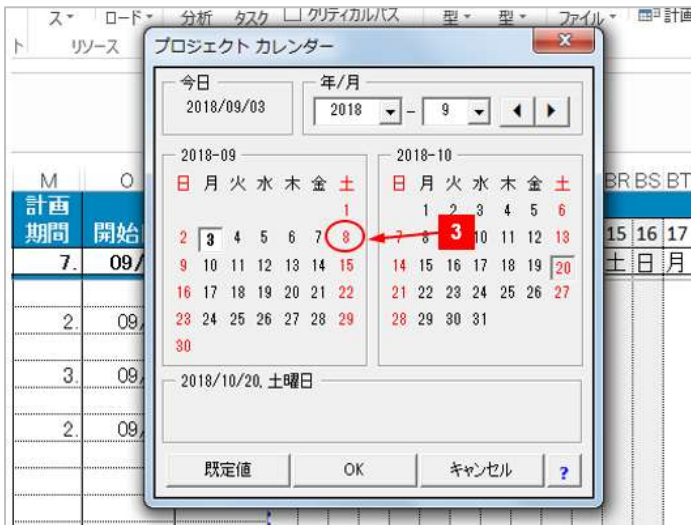 ス ロード 分析 タスク クリティカルパス 型 型 ファイル 計画
ト リソース
プロジェクト カレンダー
今日
2018/09/03
年/月
2018 - 9
2018-09
日 月 火 水 木 金 土
1
2 3 4 5 6 7 8
9 10 11 12 13 14 15
16 17 18 19 20 21 22
23 24 25 26 27 28 29
30
2018-10
日 月 火 水 木 金 土
1 2 3 4 5 6
7 8 10 11 12 13
14 15 16 17 18 19 20
21 22 23 24 25 26 27
28 29 30 31
3
2018/10/20, 土曜日
既定値 OK キャンセル ?
M O BR BS BT
計画
期間 開始 15 16 17
7. 09/ 土 日 月
2. 09/
3. 09/
2. 09/